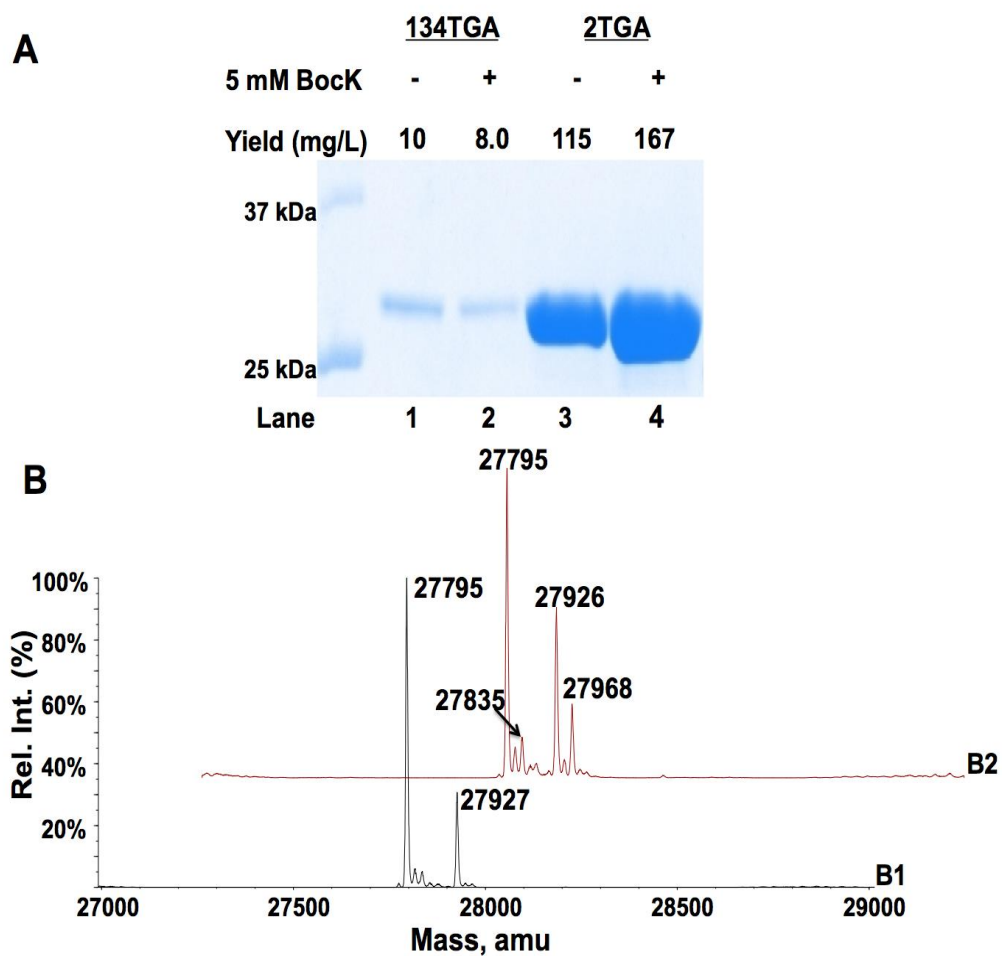 A
134TGA 2TGA
5 mM BocK - + - +
Yield (mg/L) 10 8.0 115 167
37 kDa
25 kDa
Lane 1 2 3 4
B
27795
100%
27795
27926
80%
27968
60%
27835
40%
B2
27927
20%
B1
Rel. Int. (%)
27000 27500 28000 28500 29000
Mass, amu